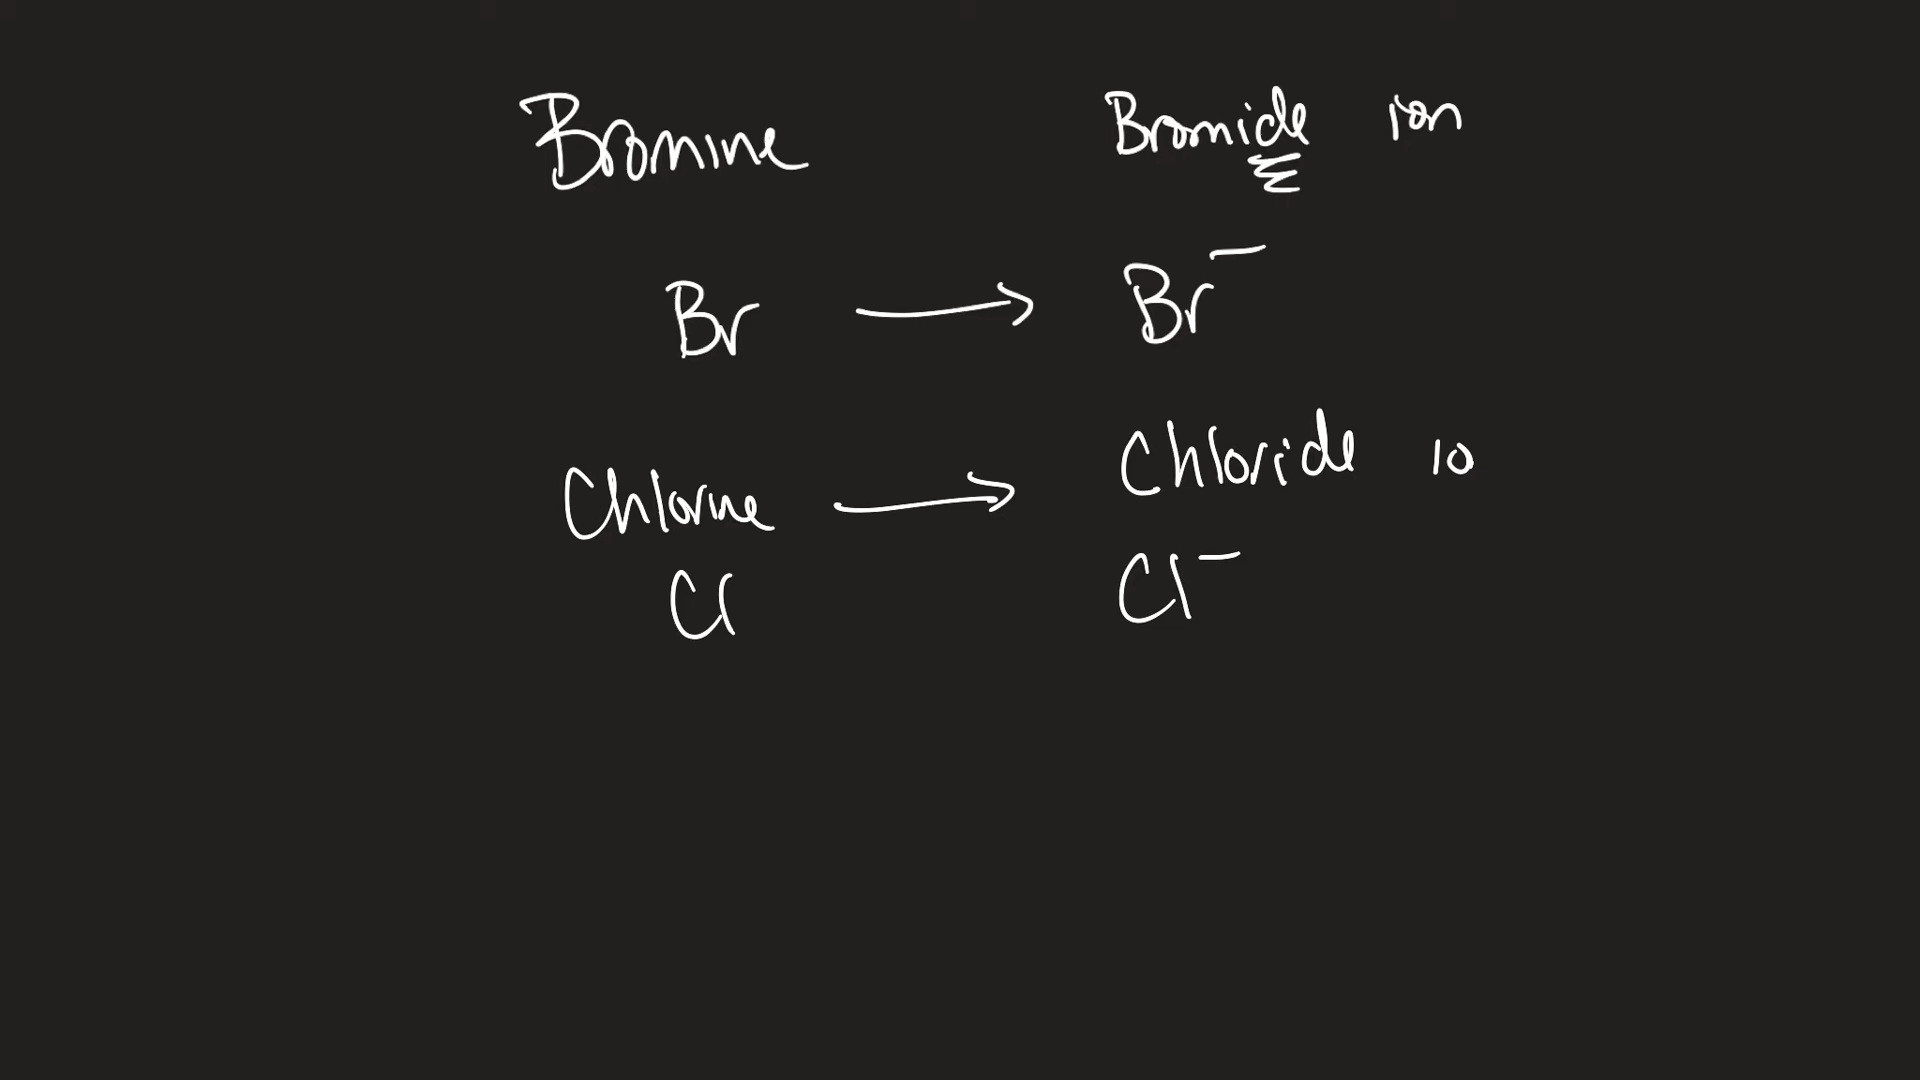 Bromine Bromide ion
Br → Br⁻
Chlorine → Chloride io
Cl Cl⁻